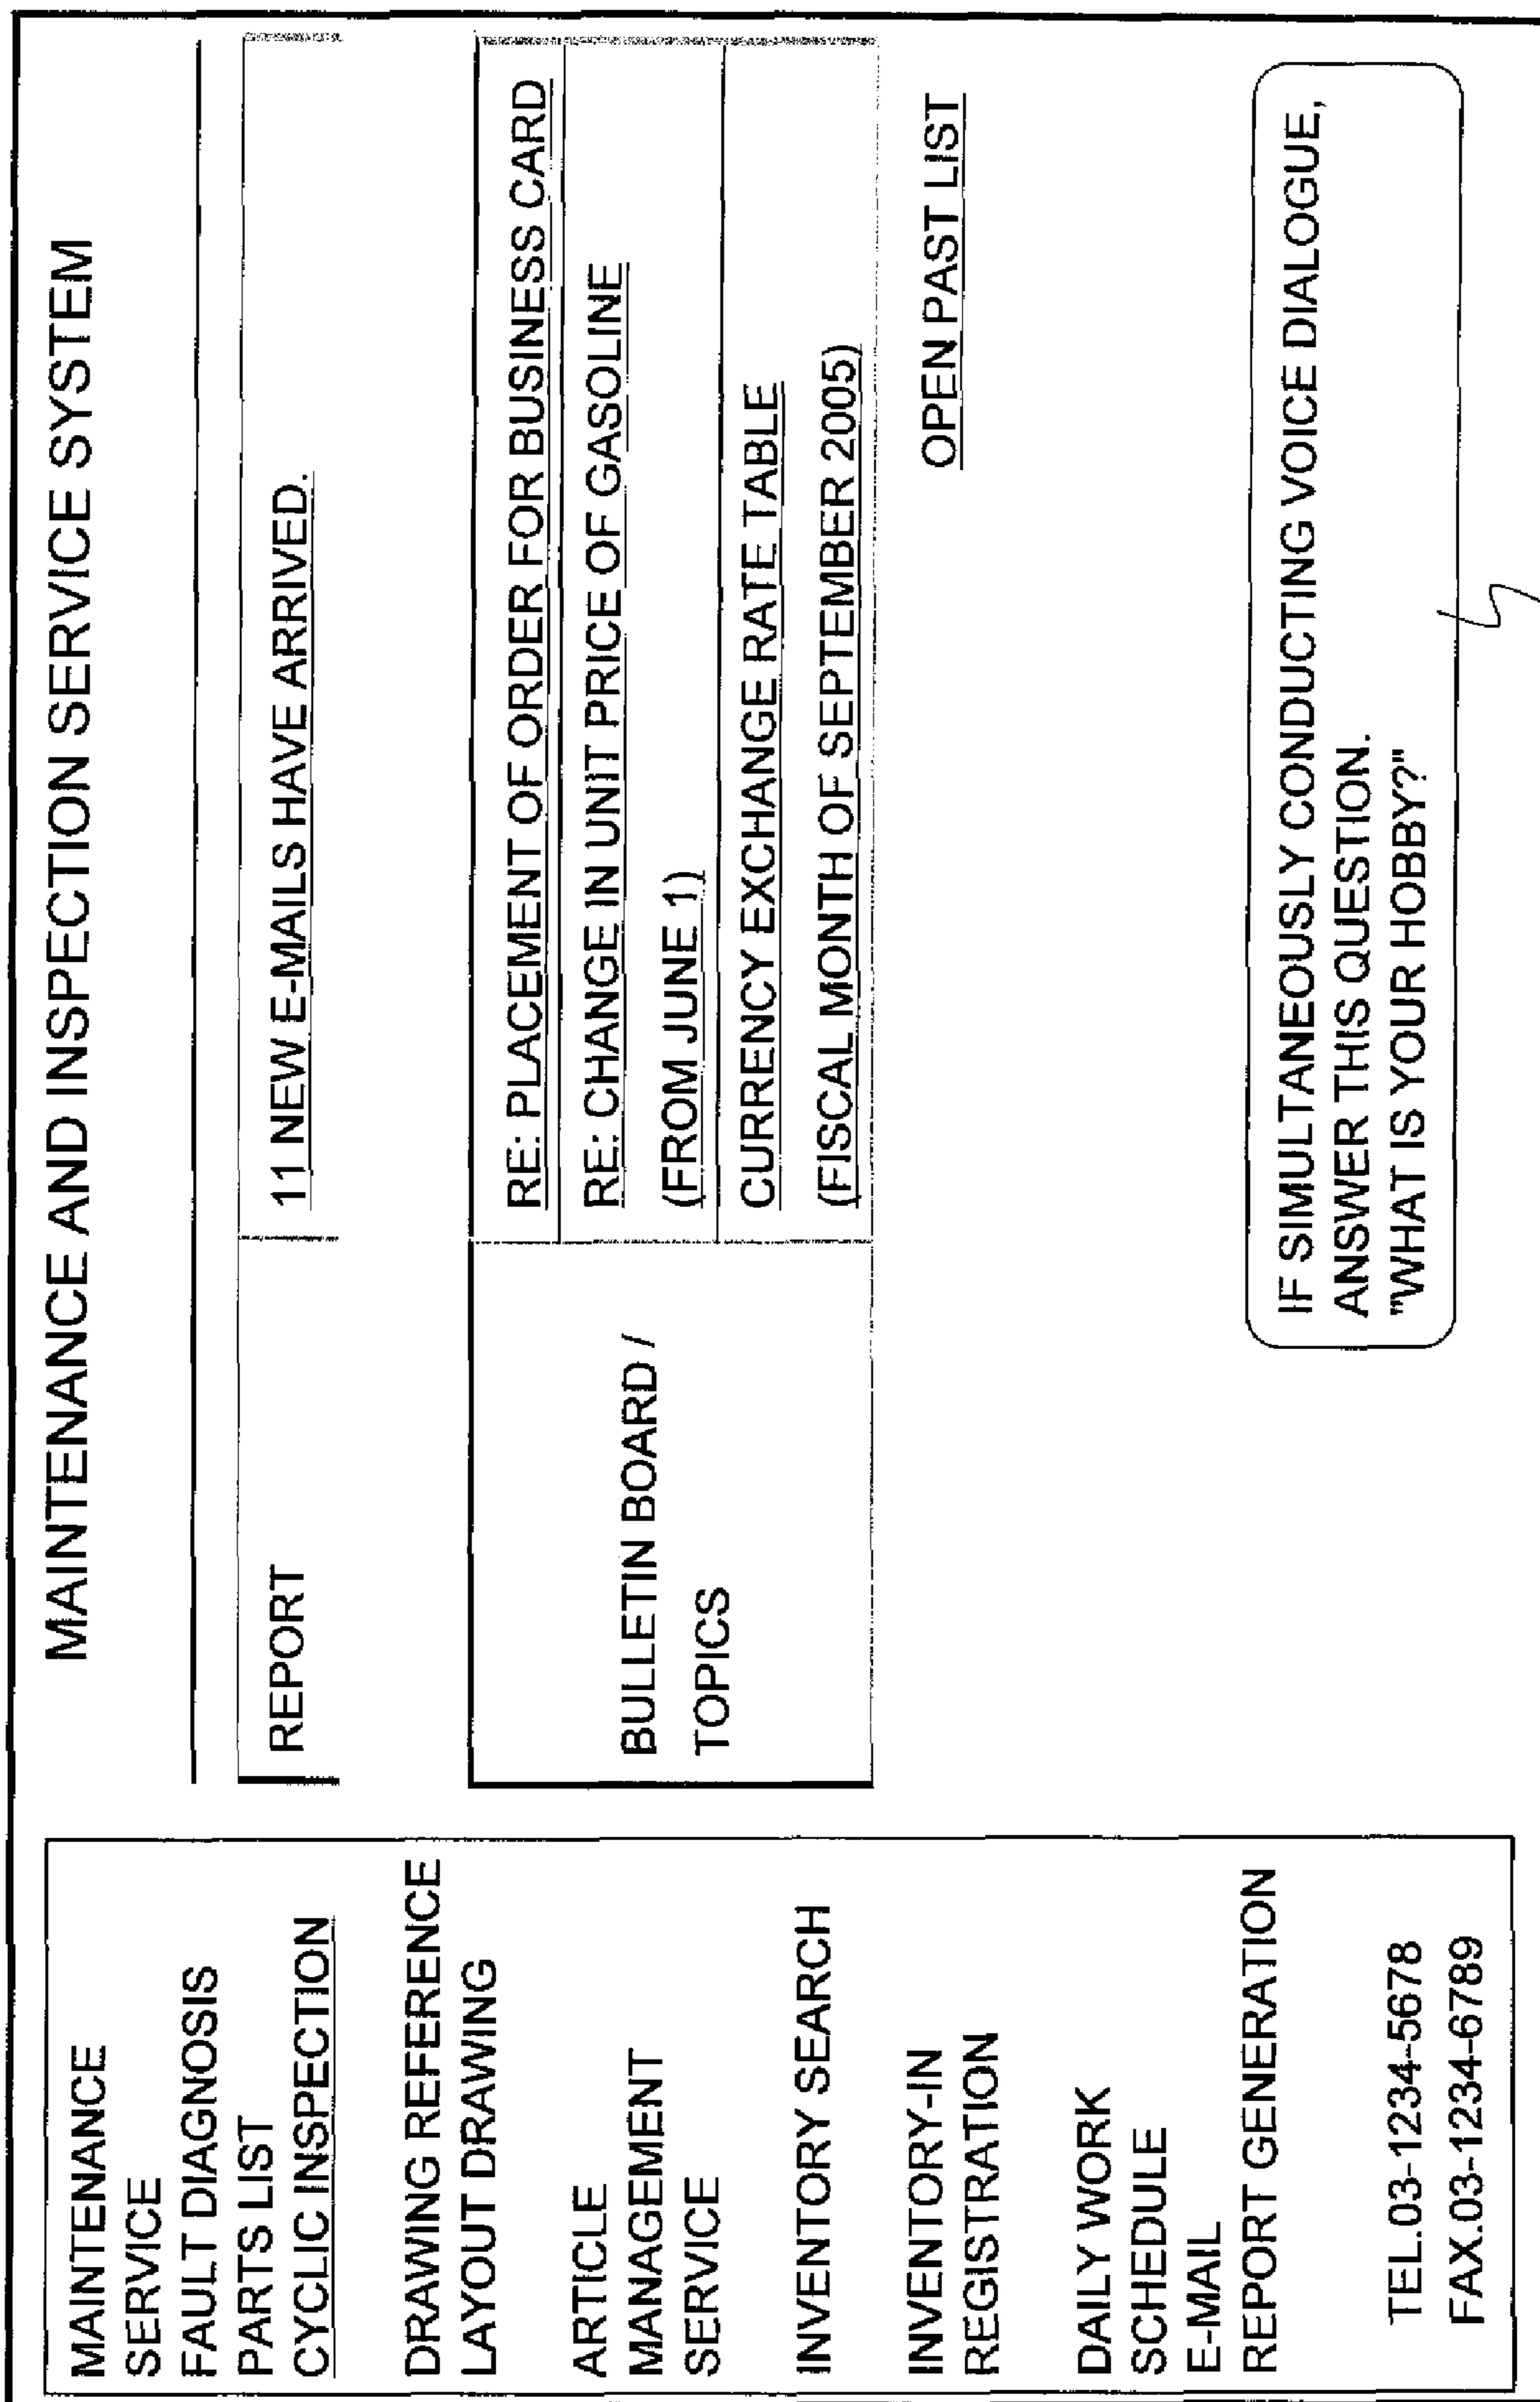 MAINTENANCE AND INSPECTION SERVICE SYSTEM
MAINTENANCE
SERVICE
FAULT DIAGNOSIS
PARTS LIST
CYCLIC INSPECTION
DRAWING REFERENCE
LAYOUT DRAWING
ARTICLE
MANAGEMENT
SERVICE
INVENTORY SEARCH
INVENTORY-IN
REGISTRATION
DAILY WORK
SCHEDULE
E-MAIL
REPORT GENERATION
TEL.03-1234-5678
FAX.03-1234-6789
REPORT
11 NEW E-MAILS HAVE ARRIVED.
BULLETIN BOARD /
TOPICS
RE: PLACEMENT OF ORDER FOR BUSINESS CARD
RE: CHANGE IN UNIT PRICE OF GASOLINE
(FROM JUNE 1)
CURRENCY EXCHANGE RATE TABLE
(FISCAL MONTH OF SEPTEMBER 2005)
OPEN PAST LIST
IF SIMULTANEOUSLY CONDUCTING VOICE DIALOGUE,
ANSWER THIS QUESTION.
"WHAT IS YOUR HOBBY?"